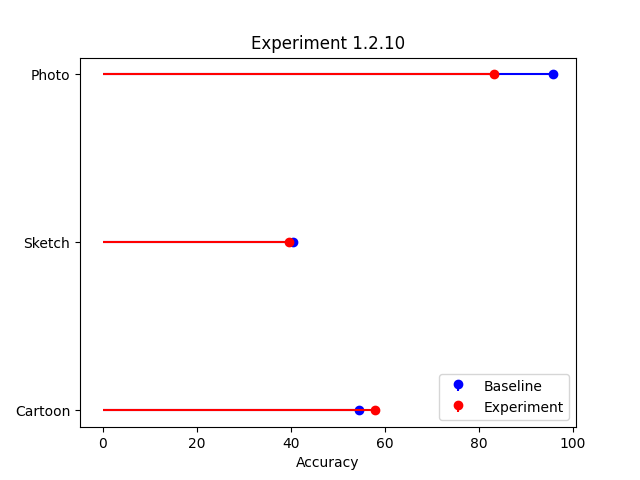 Experiment 1.2.10
Photo
Sketch
Cartoon
Baseline
Experiment
0 20 40 60 80 100
Accuracy